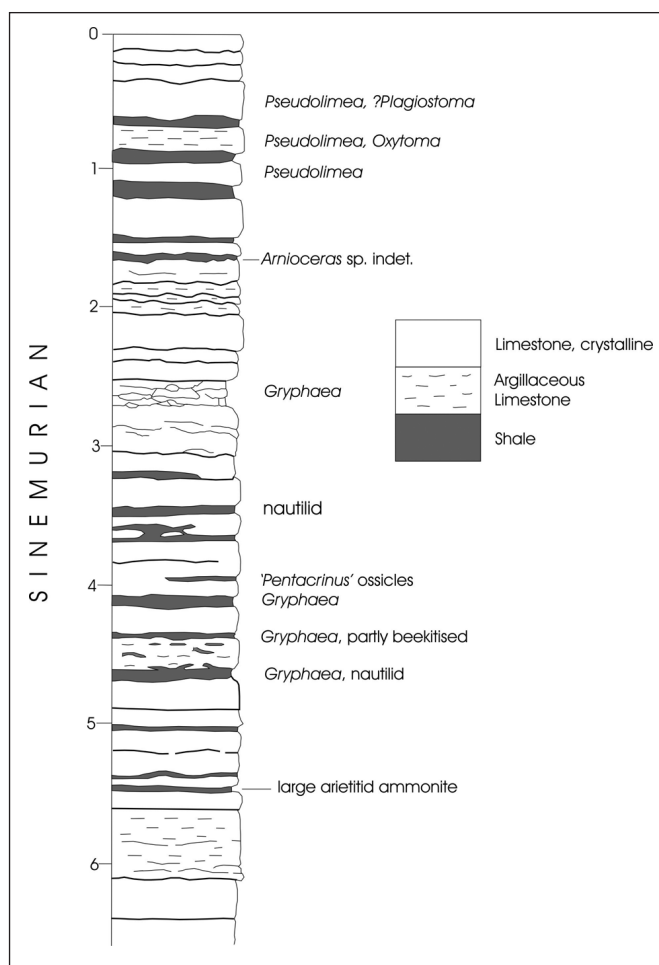 0
Pseudolimea, ?Plagiostoma
Pseudolimea, Oxytoma
1
Pseudolimea
Arnioceras sp. indet.
2
Limestone, crystalline
Argillaceous
Limestone
Shale
Gryphaea
SINEMURIAN
3
nautilid
'Pentacrinus' ossicles
4
Gryphaea
Gryphaea, partly beekitised
Gryphaea, nautilid
5
large arietitid ammonite
6